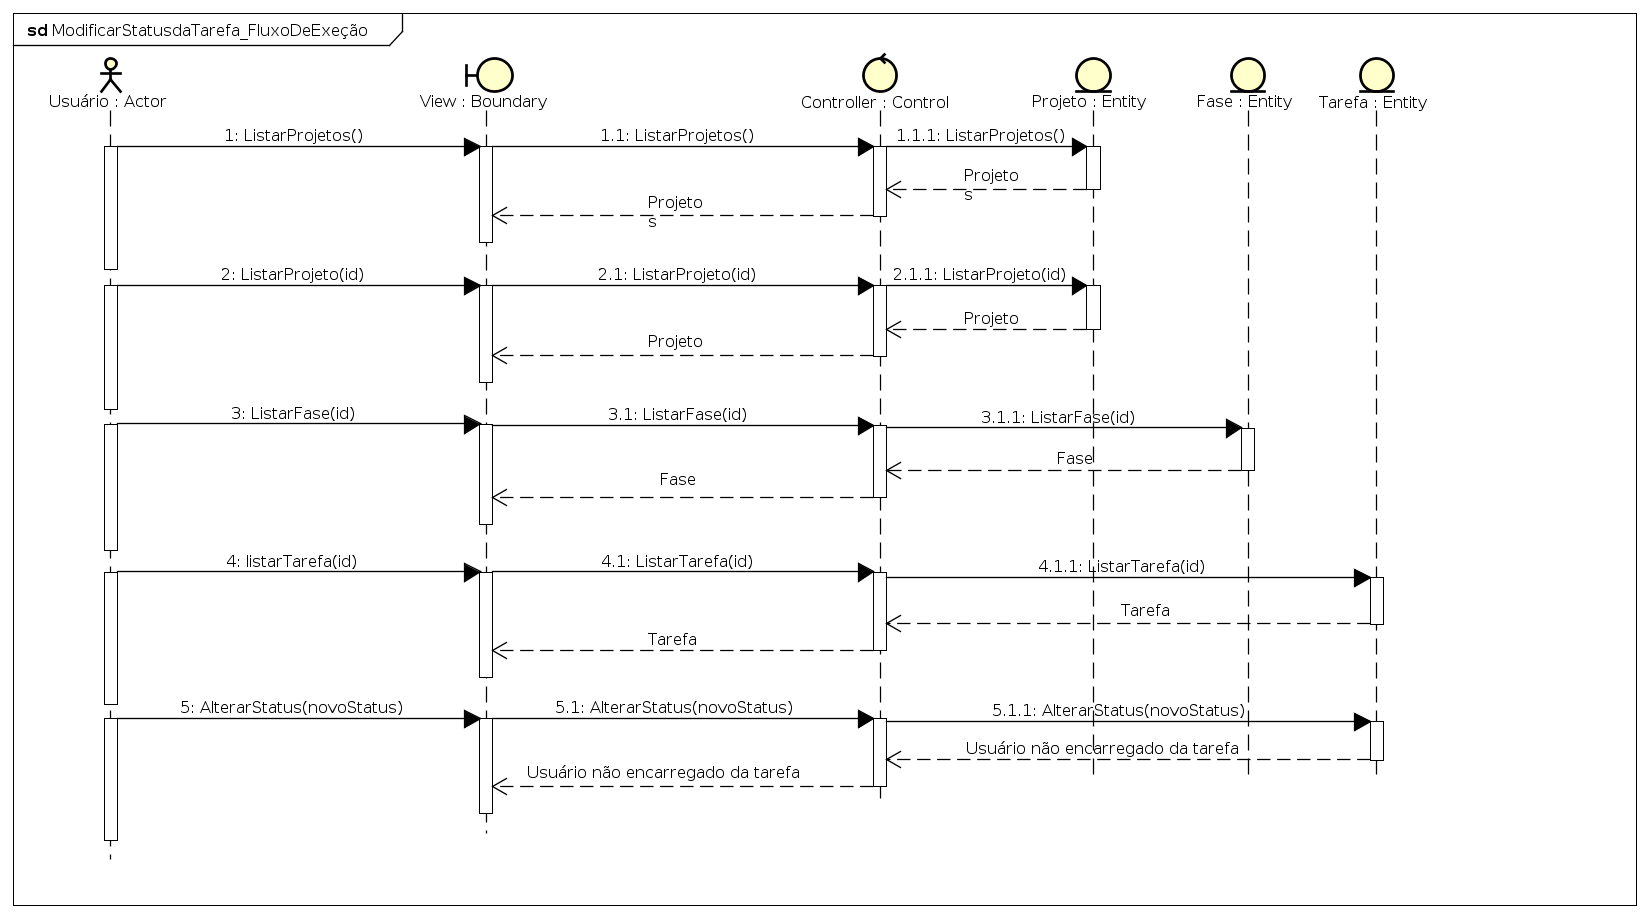 sd ModificarStatusdaTarefa_FluxoDeExeção
Usuário : Actor
View : Boundary
Controller : Control
Projeto : Entity
Fase : Entity
Tarefa : Entity
1: ListarProjetos()
1.1: ListarProjetos()
1.1.1: ListarProjetos()
Projeto
s
Projeto
s
2: ListarProjeto(id)
2.1: ListarProjeto(id)
2.1.1: ListarProjeto(id)
Projeto
Projeto
3: ListarFase(id)
3.1: ListarFase(id)
3.1.1: ListarFase(id)
Fase
Fase
4: listarTarefa(id)
4.1: ListarTarefa(id)
4.1.1: ListarTarefa(id)
Tarefa
Tarefa
5: AlterarStatus(novoStatus)
5.1: AlterarStatus(novoStatus)
5.1.1: AlterarStatus(novoStatus)
Usuário não encarregado da tarefa
Usuário não encarregado da tarefa